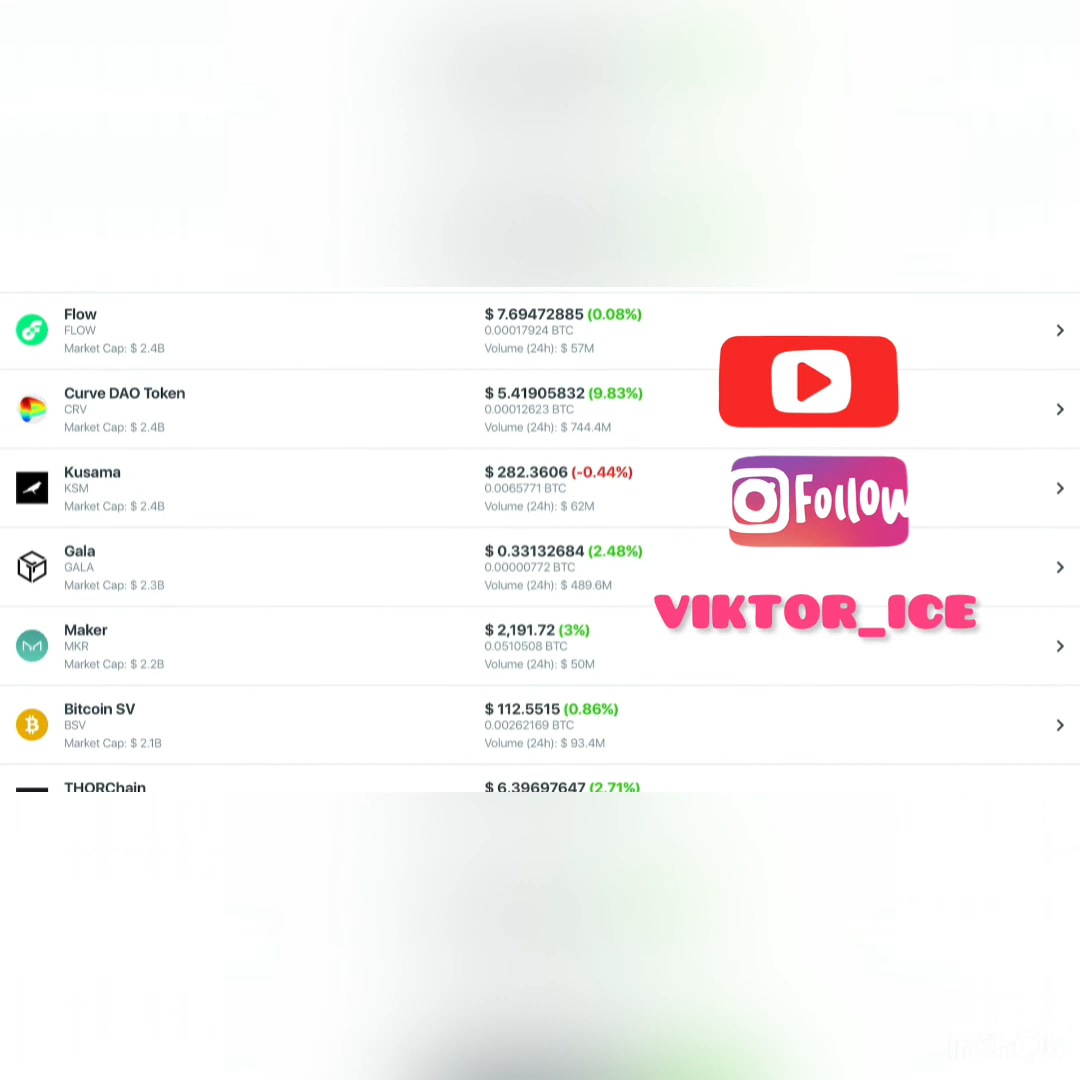 Flow
FLOW
Market Cap: $ 2.4B
$ 7.69472885 (0.08%)
0.00017924 BTC
Volume (24h): $ 57M
Curve DAO Token
CRV
Market Cap: $ 2.4B
$ 5.41905832 (9.83%)
0.00012623 BTC
Volume (24h): $ 744.4M
Kusama
KSM
Market Cap: $ 2.4B
$ 282.3606 (-0.44%)
0.0065771 BTC
Volume (24h): $ 62M
Follow
Gala
GALA
Market Cap: $ 2.3B
$ 0.33132684 (2.48%)
0.00000772 BTC
Volume (24h): $ 489.6M
VIKTOR_ICE
Maker
MKR
Market Cap: $ 2.2B
$ 2,191.72 (3%)
0.0510508 BTC
Volume (24h): $ 50M
Bitcoin SV
BSV
Market Cap: $ 2.1B
$ 112.5515 (0.86%)
0.00262169 BTC
Volume (24h): $ 93.4M
THORChain
$ 6.39697647 (2.71%)